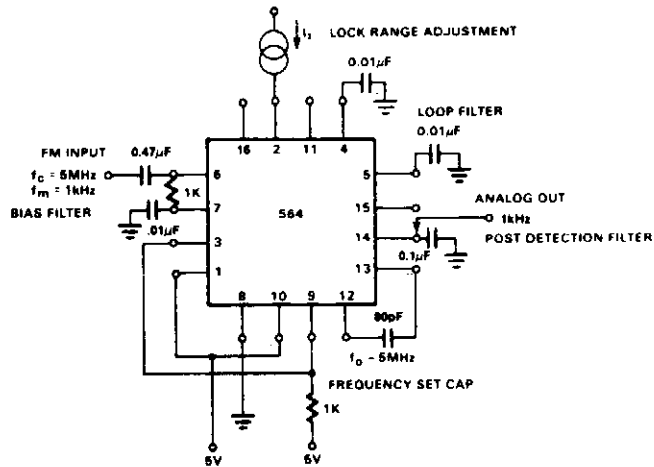 I₂
LOCK RANGE ADJUSTMENT
0.01μF
LOOP FILTER
0.01μF
16 2 11 4
FM INPUT
0.47μF
fC = 5MHz
fm = 1kHz
6
1K
BIAS FILTER
7
.01μF
3
1
564
5
15
14
13
ANALOG OUT
1kHz
POST DETECTION FILTER
0.1μF
8 10 9 12
80pF
fo - 5MHz
FREQUENCY SET CAP
1K
5V
5V